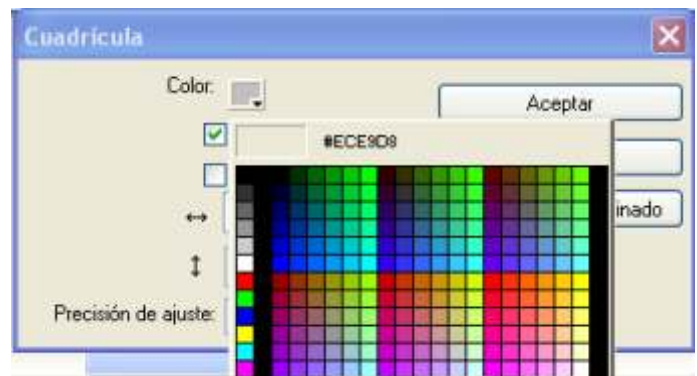 Cuadrícula
Color:
Aceptar
#ECE9D8
inado
Precisión de ajuste: